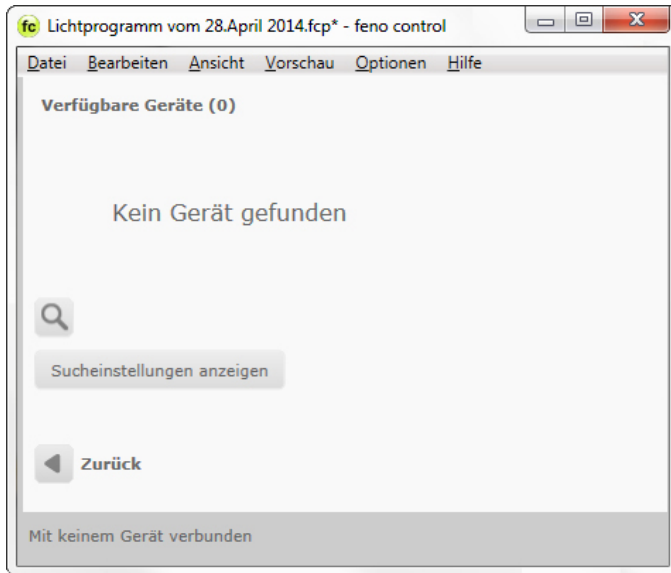 fc Lichtprogramm vom 28.April 2014.fcp* - feno control
Datei Bearbeiten Ansicht Vorschau Optionen Hilfe
Verfügbare Geräte (0)
Kein Gerät gefunden
Sucheinstellungen anzeigen
Zurück
Mit keinem Gerät verbunden